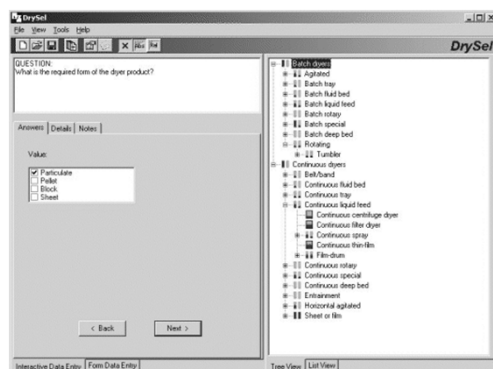 DrySel
File View Tools Help
DrySel
QUESTION:
What is the required form of the dryer product?
Answers Details Notes
Value:
Particulate
Pellet
Block
Sheet
< Back Next >
Interactive Data Entry Form Data Entry
Batch dryers
Agitated
Batch tray
Batch fluid bed
Batch liquid feed
Batch rotary
Batch special
Batch deep bed
Rotating
Tumbler
Continuous dryers
Belt/band
Continuous fluid bed
Continuous tray
Continuous liquid feed
Continuous centrifuge dryer
Continuous filter dryer
Continuous spray
Continuous thin-film
Film-drum
Continuous rotary
Continuous special
Continuous deep bed
Entrainment
Horizontal agitated
Sheet or film
Tree View List View